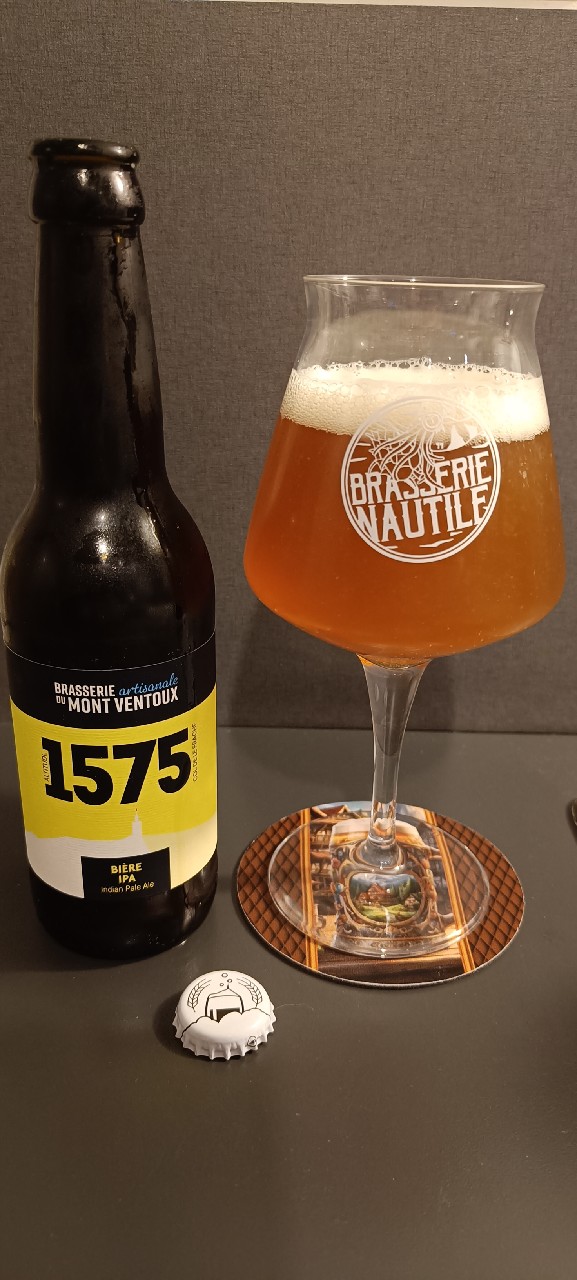 BRASSERIE artisanale
DU MONT VENTOUX
1575
BIÈRE
IPA
Indian Pale Ale
BRASSERIE
NAUTILE